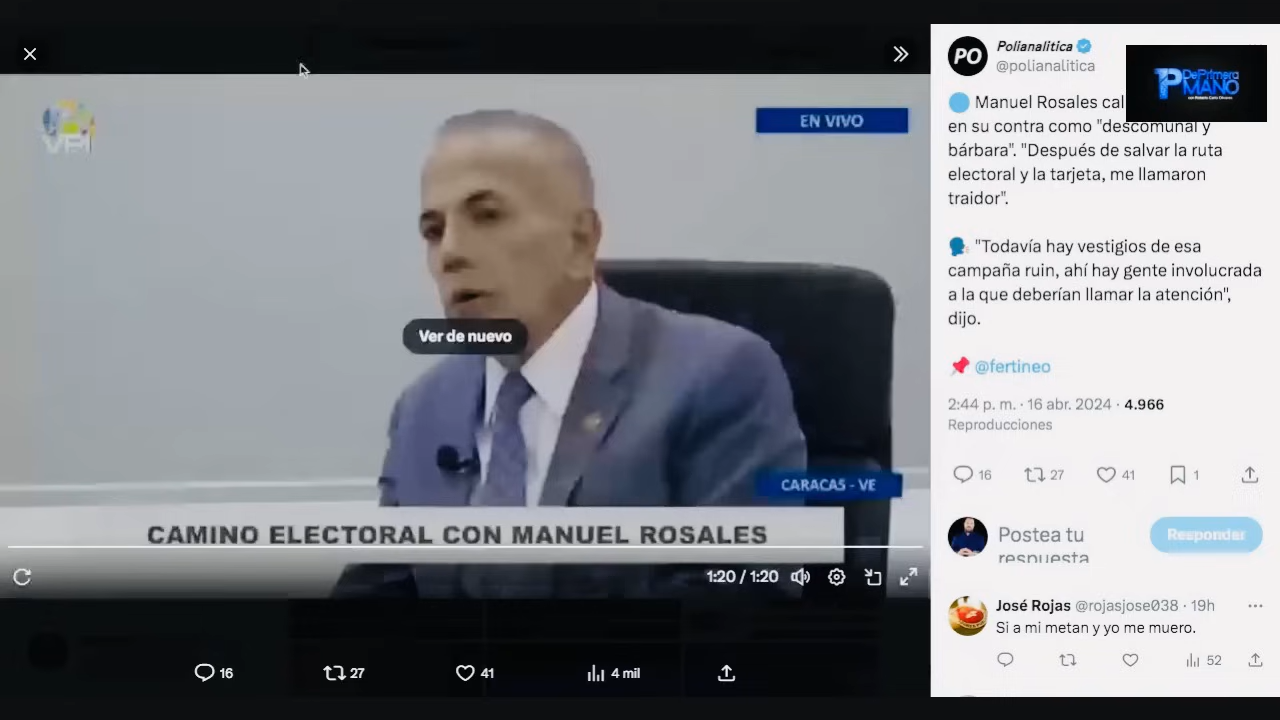 VPI
EN VIVO
Ver de nuevo
CARACAS - VE
CAMINO ELECTORAL CON MANUEL ROSALES
1:20 / 1:20
16
27
41
4 mil
PO
Polianalitica
@polianalitica
1P
DePrimera
MANO
🔵 Manuel Rosales
en su contra como "descomunal y
bárbara". "Después de salvar la ruta
electoral y la tarjeta, me llamaron
traidor".
🗣️ "Todavía hay vestigios de esa
campaña ruin, ahí hay gente involucrada
a la que deberían llamar la atención",
dijo.
📌 @fertineo
2:44 p. m. · 16 abr. 2024 · 4.966
Reproducciones
16
27
41
1
Postea tu
respuesta
Responder
José Rojas @rojasjose038 · 19h
Si a mi metan y yo me muero.
52